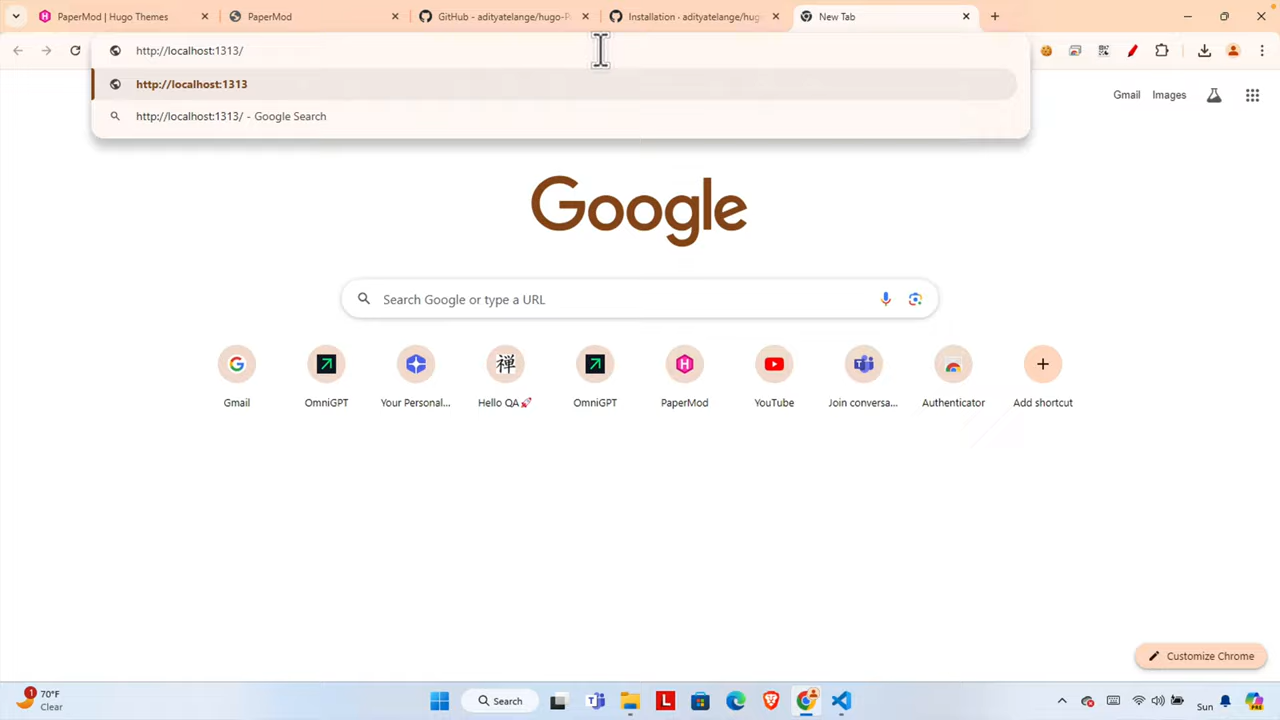 PaperMod | Hugo Themes
PaperMod
GitHub - adityatelange/hugo-P
Installation - adityatelange/hug
New Tab
http://localhost:1313/
http://localhost:1313
http://localhost:1313/ - Google Search
Gmail
Images
Google
Search Google or type a URL
禅
Gmail
OmniGPT
Your Personal...
Hello QA🚀
OmniGPT
PaperMod
YouTube
Join conversa...
Authenticator
Add shortcut
Customize Chrome
1
70°F
Clear
Search
L
Sun